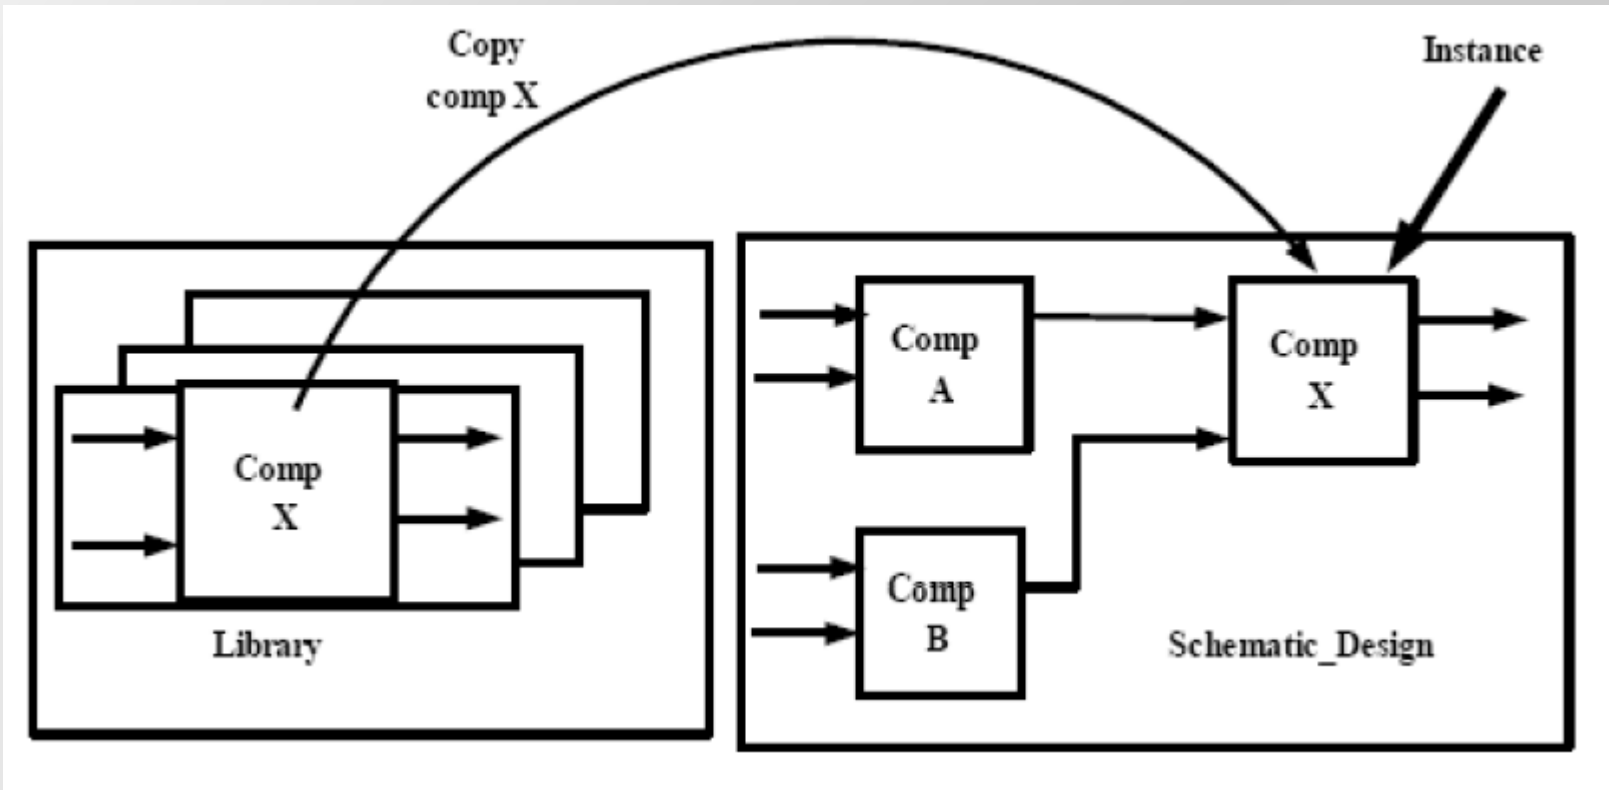 Copy
comp X
Instance
Comp
A
Comp
X
Comp
X
Comp
B
Library
Schematic_Design